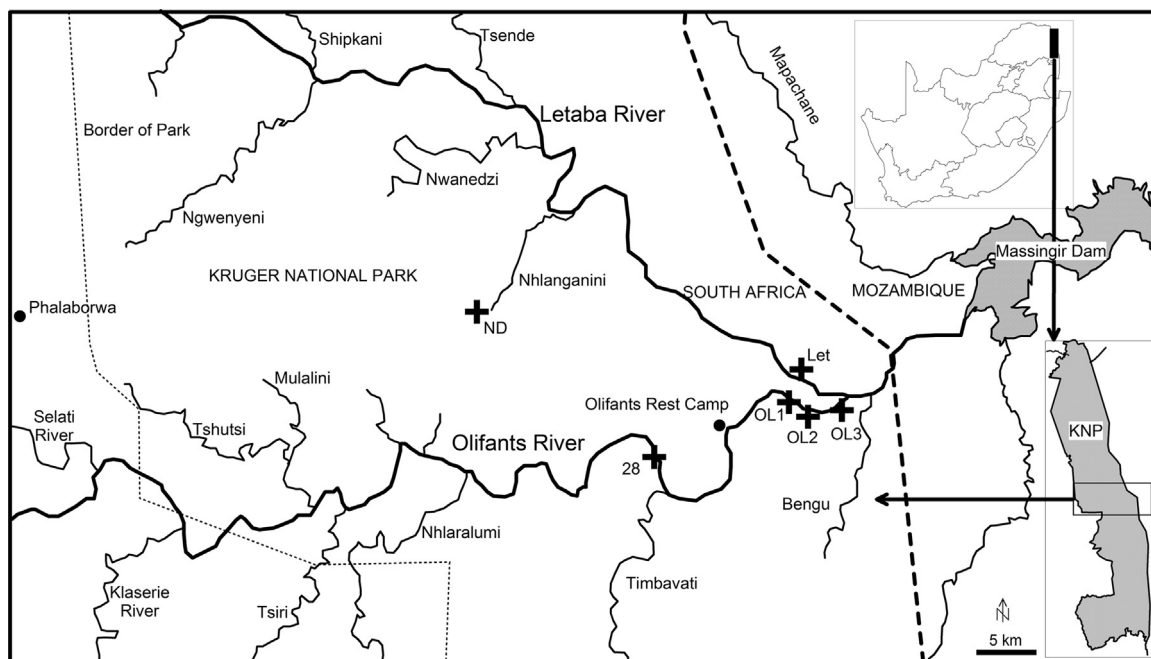 Shipkani
Tsende
Mapachane
Border of Park
Letaba River
Nwanedzi
Ngwenyeni
Massingir Dam
KRUGER NATIONAL PARK
Nhlanganini
SOUTH AFRICA
MOZAMBIQUE
Phalaborwa
ND
Let
Mulalini
Olifants Rest Camp
OL1
OL2
OL3
KNP
Selati
River
Tshutsi
Olifants River
28
Bengu
Nhlaralumi
Klaserie
River
Tsiri
Timbavati
N
5 km